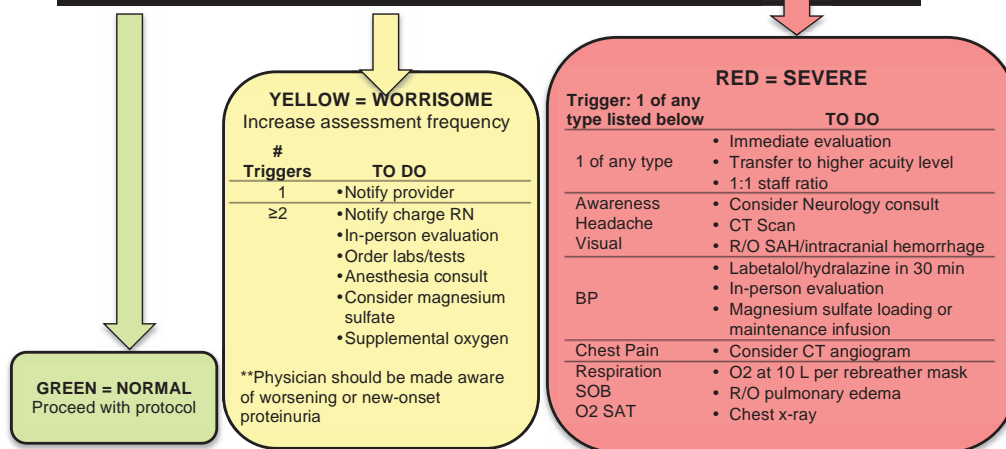 GREEN = NORMAL
Proceed with protocol
YELLOW = WORRISOME
Increase assessment frequency
#
Triggers TO DO
1 •Notify provider
≥2 •Notify charge RN
•In-person evaluation
•Order labs/tests
•Anesthesia consult
•Consider magnesium
sulfate
•Supplemental oxygen
**Physician should be made aware
of worsening or new-onset
proteinuria
RED = SEVERE
Trigger: 1 of any
type listed below TO DO
1 of any type
• Immediate evaluation
• Transfer to higher acuity level
• 1:1 staff ratio
Awareness
Headache
Visual
• Consider Neurology consult
• CT Scan
• R/O SAH/intracranial hemorrhage
BP
• Labetalol/hydralazine in 30 min
• In-person evaluation
• Magnesium sulfate loading or
maintenance infusion
Chest Pain • Consider CT angiogram
Respiration
SOB
O2 SAT
• O2 at 10 L per rebreather mask
• R/O pulmonary edema
• Chest x-ray